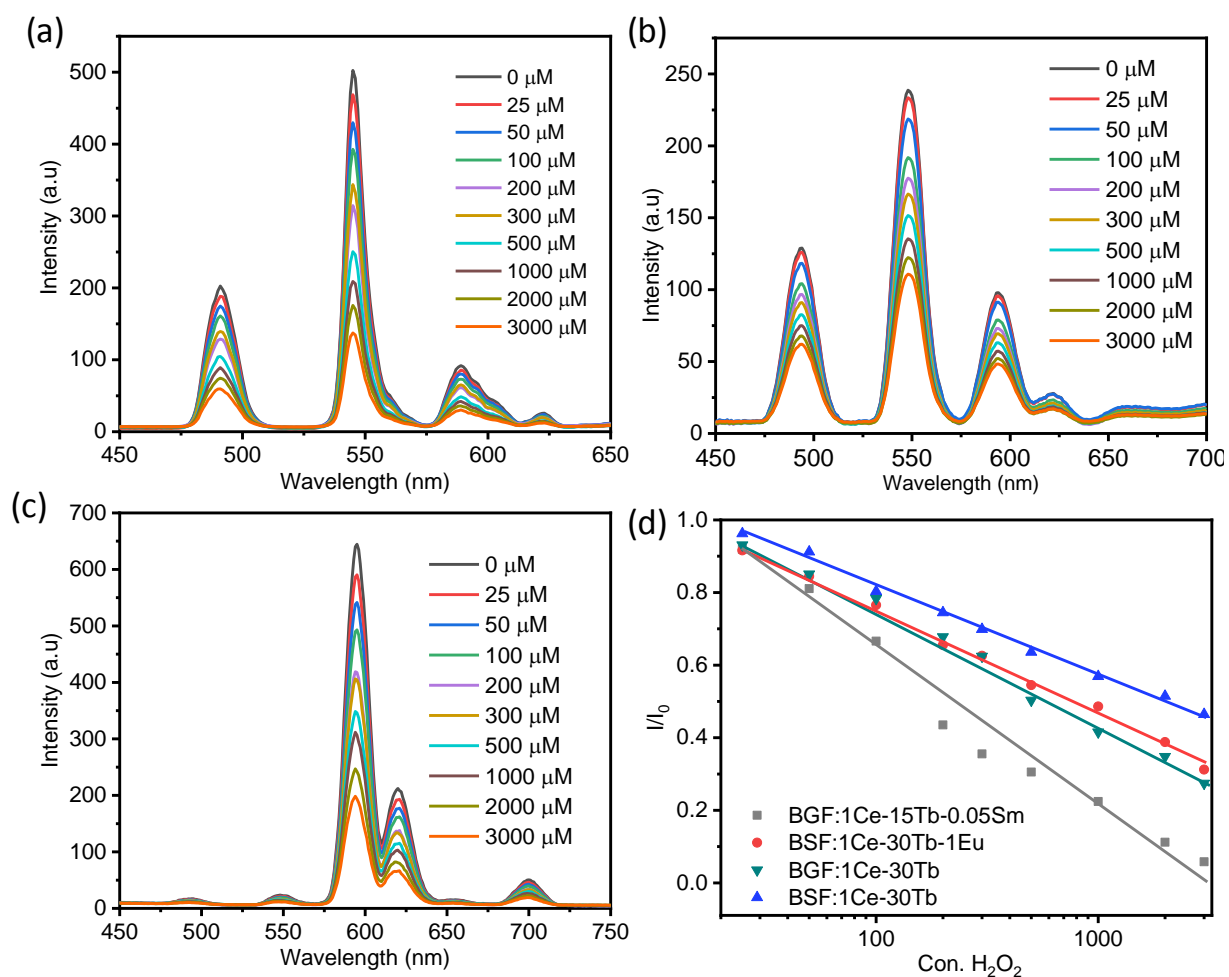 (a)
500
400
300
200
100
0
450
500
550
600
650
Intensity (a.u)
Wavelength (nm)
0 μM
25 μM
50 μM
100 μM
200 μM
300 μM
500 μM
1000 μM
2000 μM
3000 μM
(b)
250
200
150
100
50
0
450
475
500
525
550
575
600
625
650
675
700
Intensity (a.u)
Wavelength (nm)
0 μM
25 μM
50 μM
100 μM
200 μM
300 μM
500 μM
1000 μM
2000 μM
3000 μM
(c)
700
600
500
400
300
200
100
0
450
500
550
600
650
700
750
Intensity (a.u)
Wavelength (nm)
0 μM
25 μM
50 μM
100 μM
200 μM
300 μM
500 μM
1000 μM
2000 μM
3000 μM
(d)
1.0
0.8
0.6
0.4
0.2
0.0
100
1000
I/I₀
Con. H₂O₂
BGF:1Ce-15Tb-0.05Sm
BSF:1Ce-30Tb-1Eu
BGF:1Ce-30Tb
BSF:1Ce-30Tb